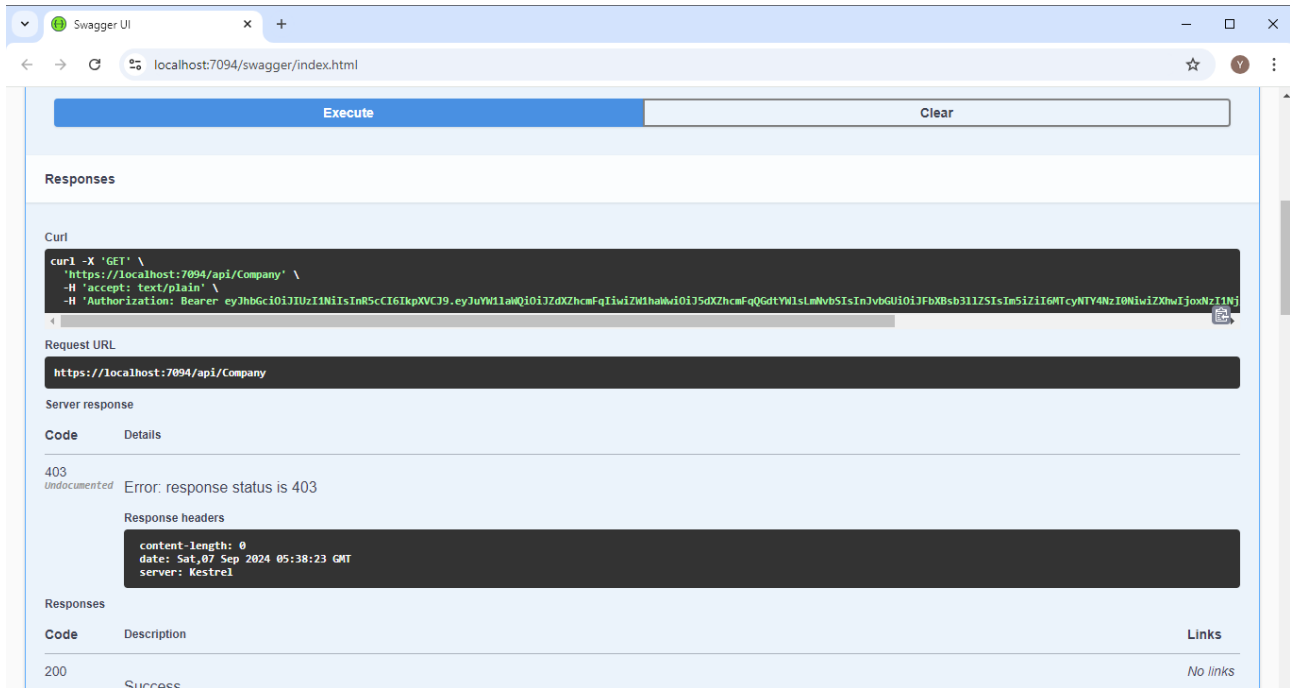 Swagger UI
localhost:7094/swagger/index.html
Y
Execute
Clear
Responses
Curl
curl -X 'GET' \
'https://localhost:7094/api/Company' \
-H 'accept: text/plain' \
-H 'Authorization: Bearer eyJhbGciOiJIUzI1NiIsInR5cCI6IkpXVCJ9.eyJuYW1laWQiOiJZdXZhcmFqIiwiZW1haWwiOiJ5dXZhcmFqQGdtYWlsLmNvbSIsInJvbGUiOiJFbXBsb3llZSIsIm5iZiI6MTcyNTY4NzI0NiwiZXhwIjoxNzI1Nj
Request URL
https://localhost:7094/api/Company
Server response
Code Details
403
Undocumented
Error: response status is 403
Response headers
content-length: 0
date: Sat,07 Sep 2024 05:38:23 GMT
server: Kestrel
Responses
Code Description Links
200 No links
Success